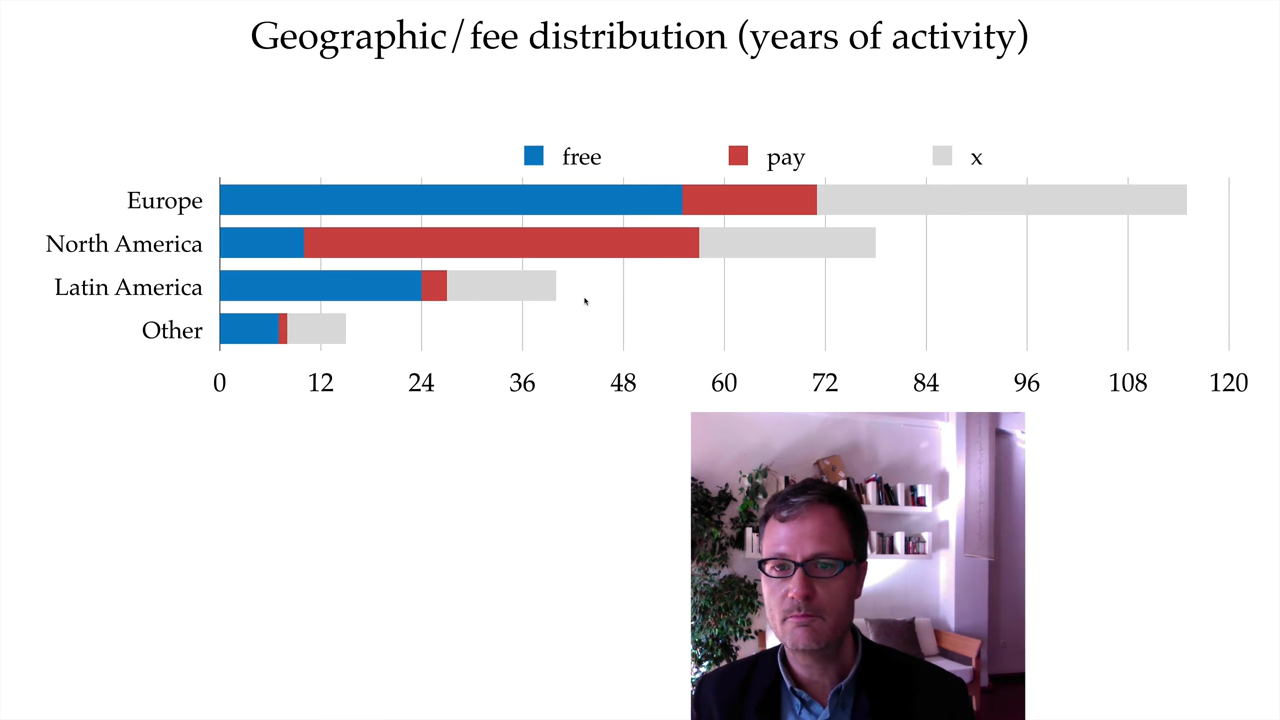 Geographic/fee distribution (years of activity)
free pay x
Europe
North America
Latin America
Other
0 12 24 36 48 60 72 84 96 108 120